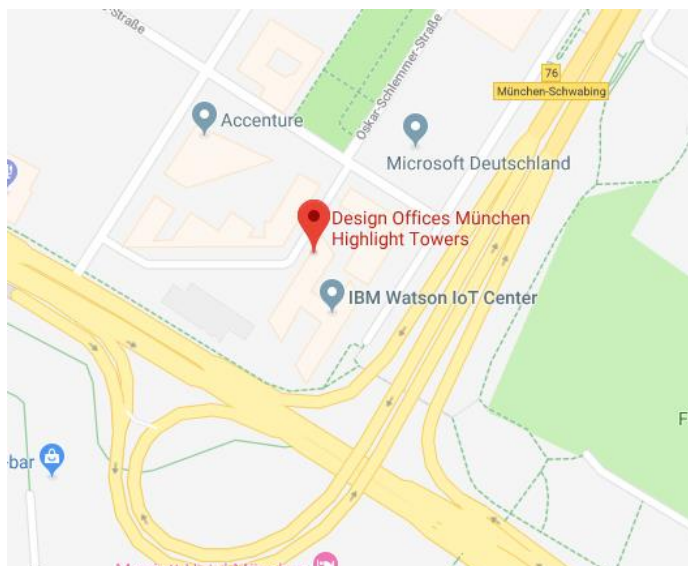 -Straße
76
München-Schwabing
Oskar-Schlemmer-Straße
Accenture
Microsoft Deutschland
Design Offices München
Highlight Towers
IBM Watson IoT Center
F
ebar